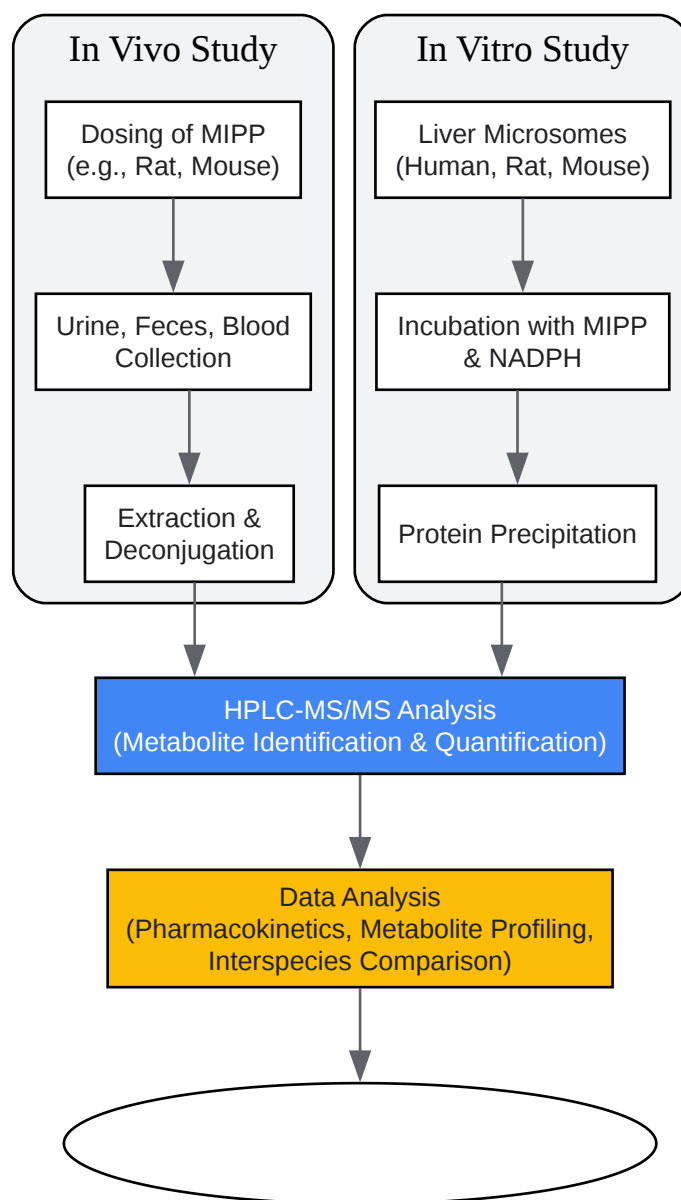 In Vivo Study
Dosing of MIPP
(e.g., Rat, Mouse)
Urine, Feces, Blood
Collection
Extraction &
Deconjugation
In Vitro Study
Liver Microsomes
(Human, Rat, Mouse)
Incubation with MIPP
& NADPH
Protein Precipitation
HPLC-MS/MS Analysis
(Metabolite Identification & Quantification)
Data Analysis
(Pharmacokinetics, Metabolite Profiling,
Interspecies Comparison)